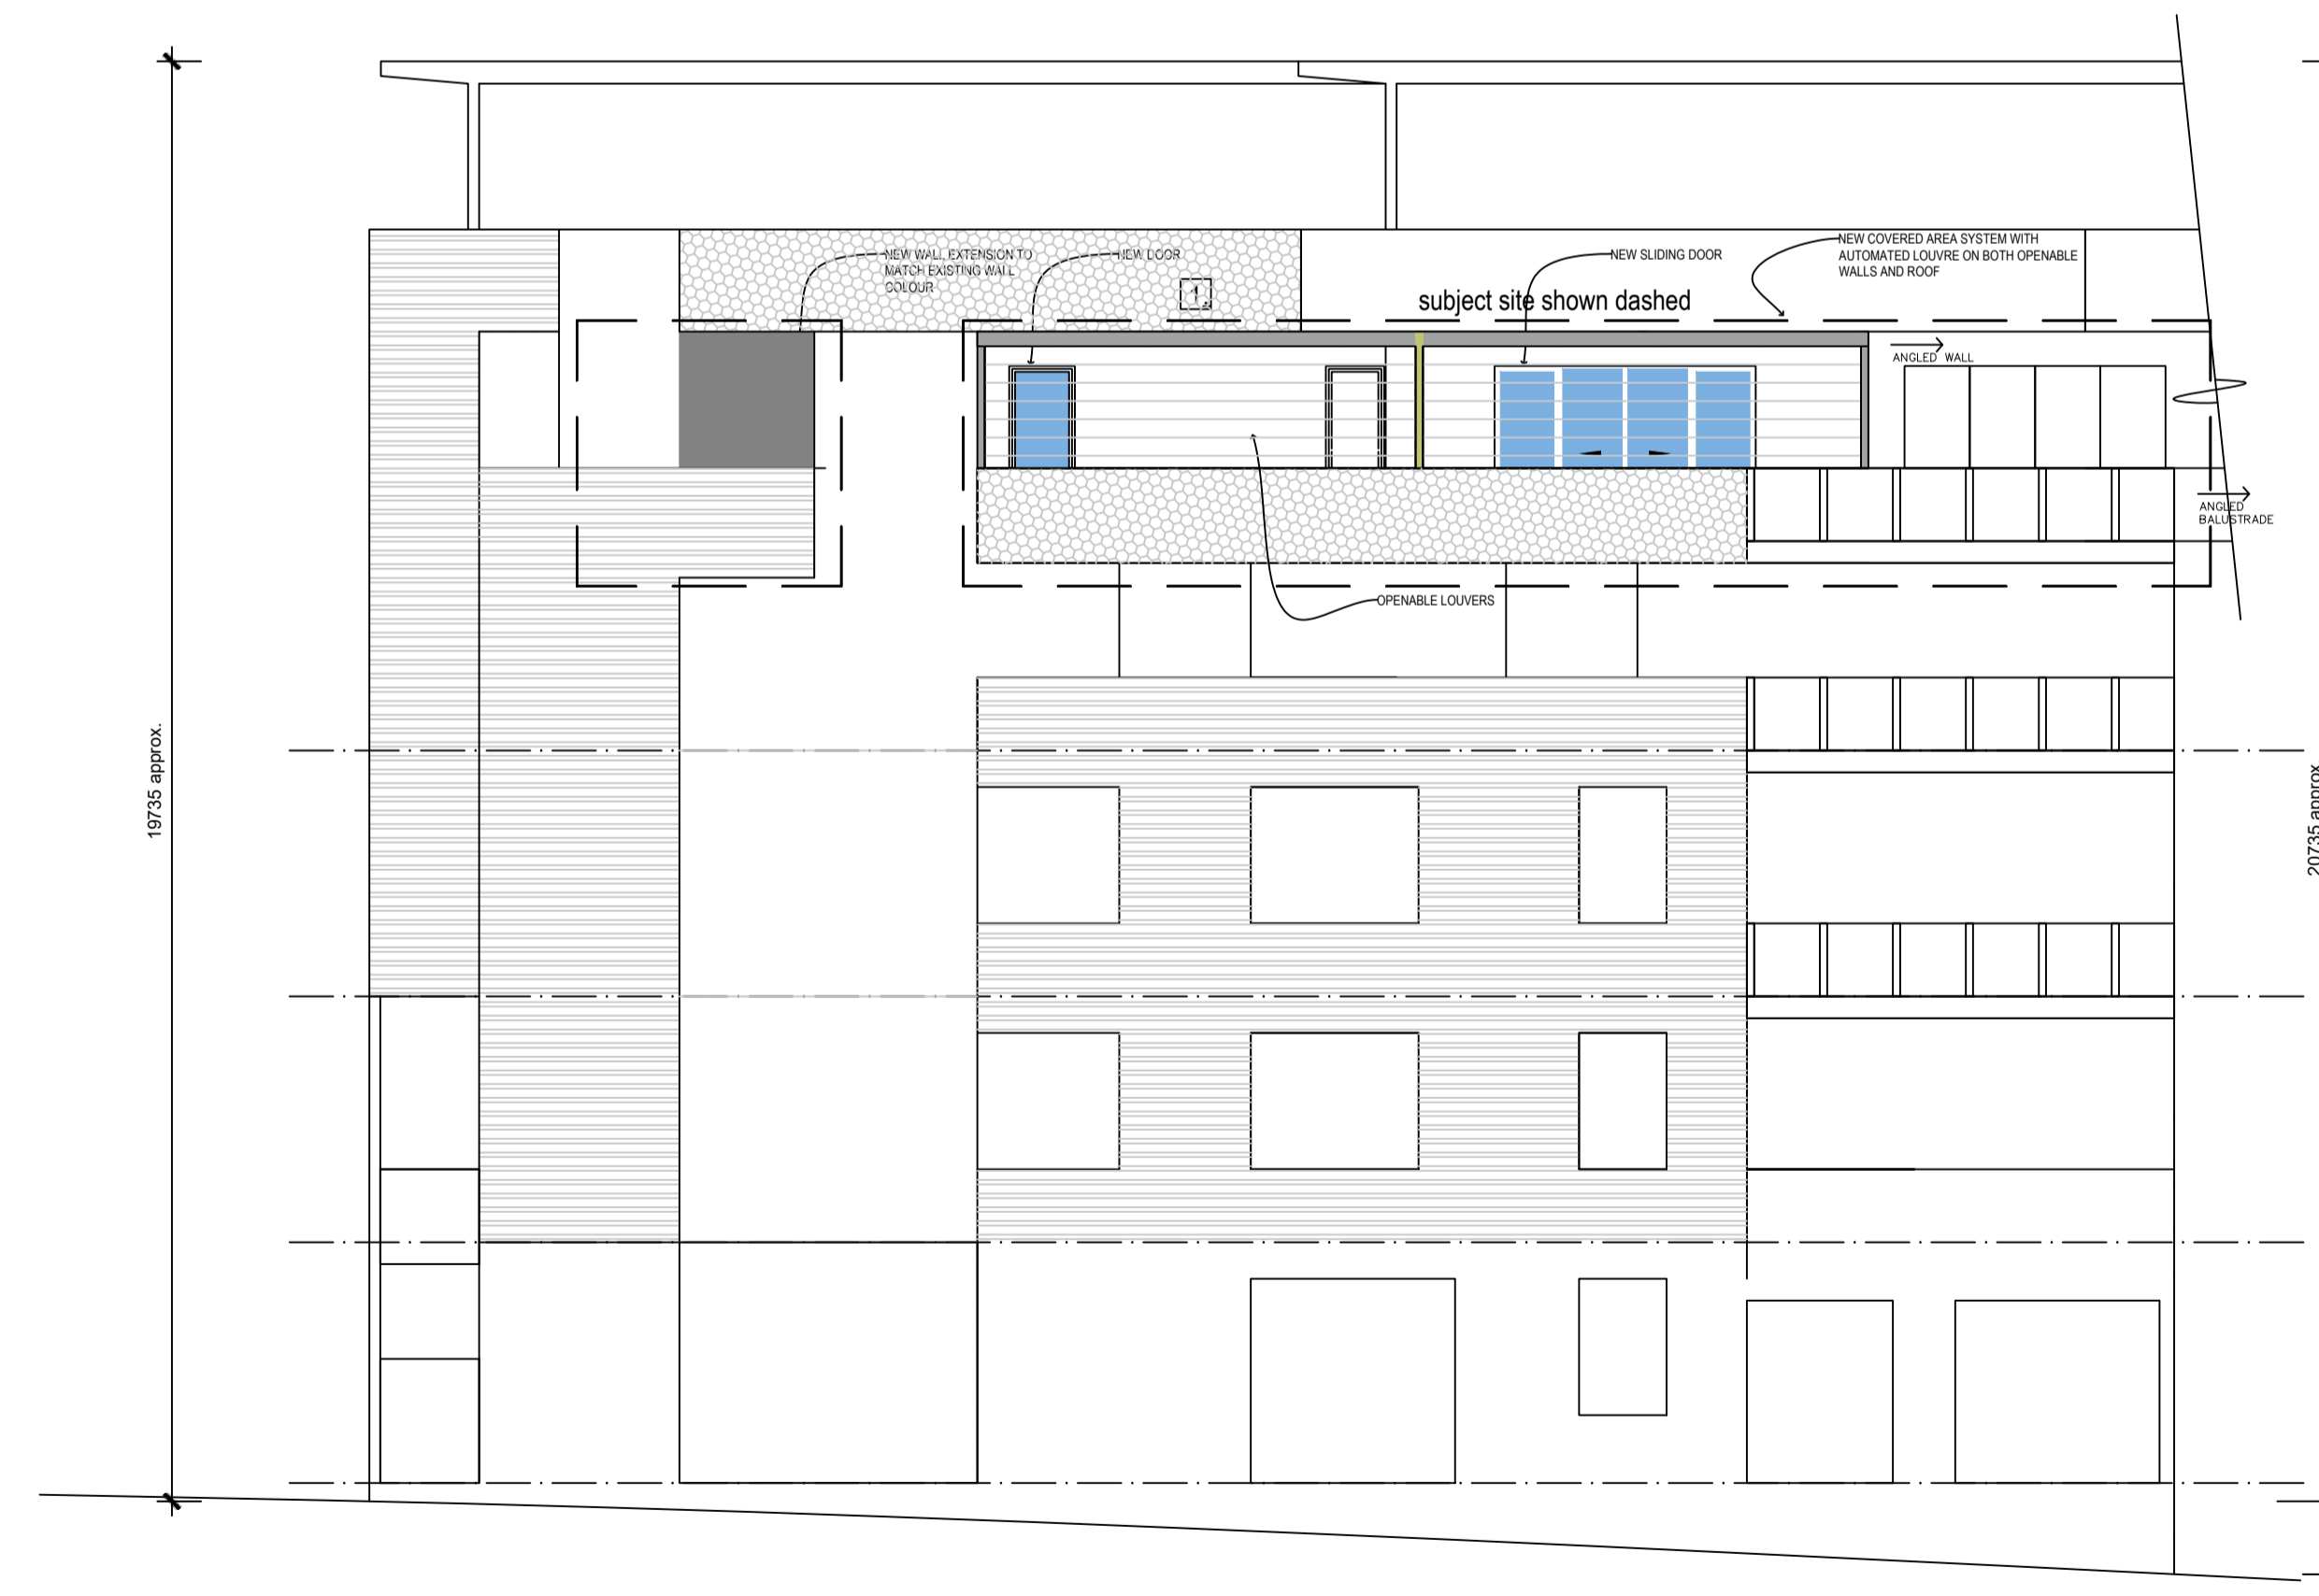 NEW WALL EXTENSION TO
MATCH EXISTING WALL
COLOUR
NEW DOOR
1.
NEW SLIDING DOOR
NEW COVERED AREA SYSTEM WITH
AUTOMATED LOUVRE ON BOTH OPENABLE
WALLS AND ROOF
subject site shown dashed
ANGLED WALL
ANGLED
BALUSTRADE
OPENABLE LOUVERS
19735 approx.
20735 approx